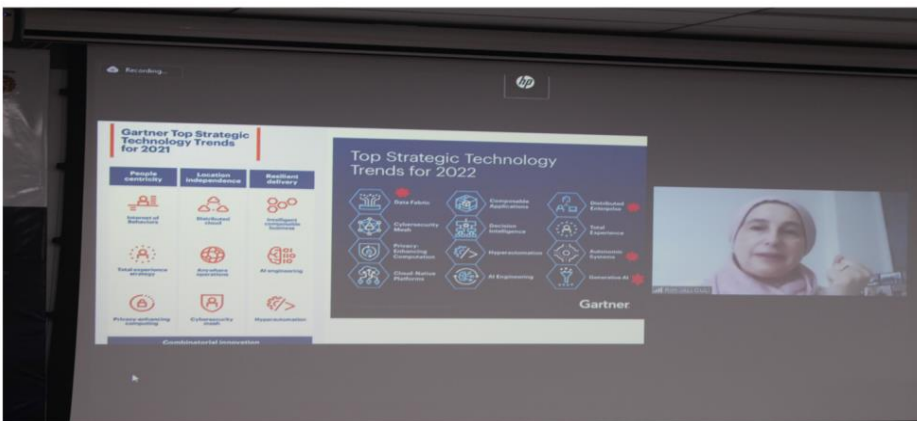 Recording...
hp
Gartner Top Strategic
Technology Trends
for 2021
People
centricity
Location
independence
Resilient
delivery
Internet of
Behaviors
Distributed
cloud
Intelligent
composable
business
Total experience
strategy
Anywhere
operations
AI engineering
Privacy-enhancing
computing
Cybersecurity
mesh
Hyperautomation
Combinatorial innovation
Top Strategic Technology
Trends for 2022
Data Fabric
Composable
Applications
Distributed
Enterprise
Cybersecurity
Mesh
Decision
Intelligence
Total
Experience
Privacy-
Enhancing
Computation
Hyperautomation
Autonomic
Systems
Cloud-Native
Platforms
AI Engineering
Generative AI
Gartner